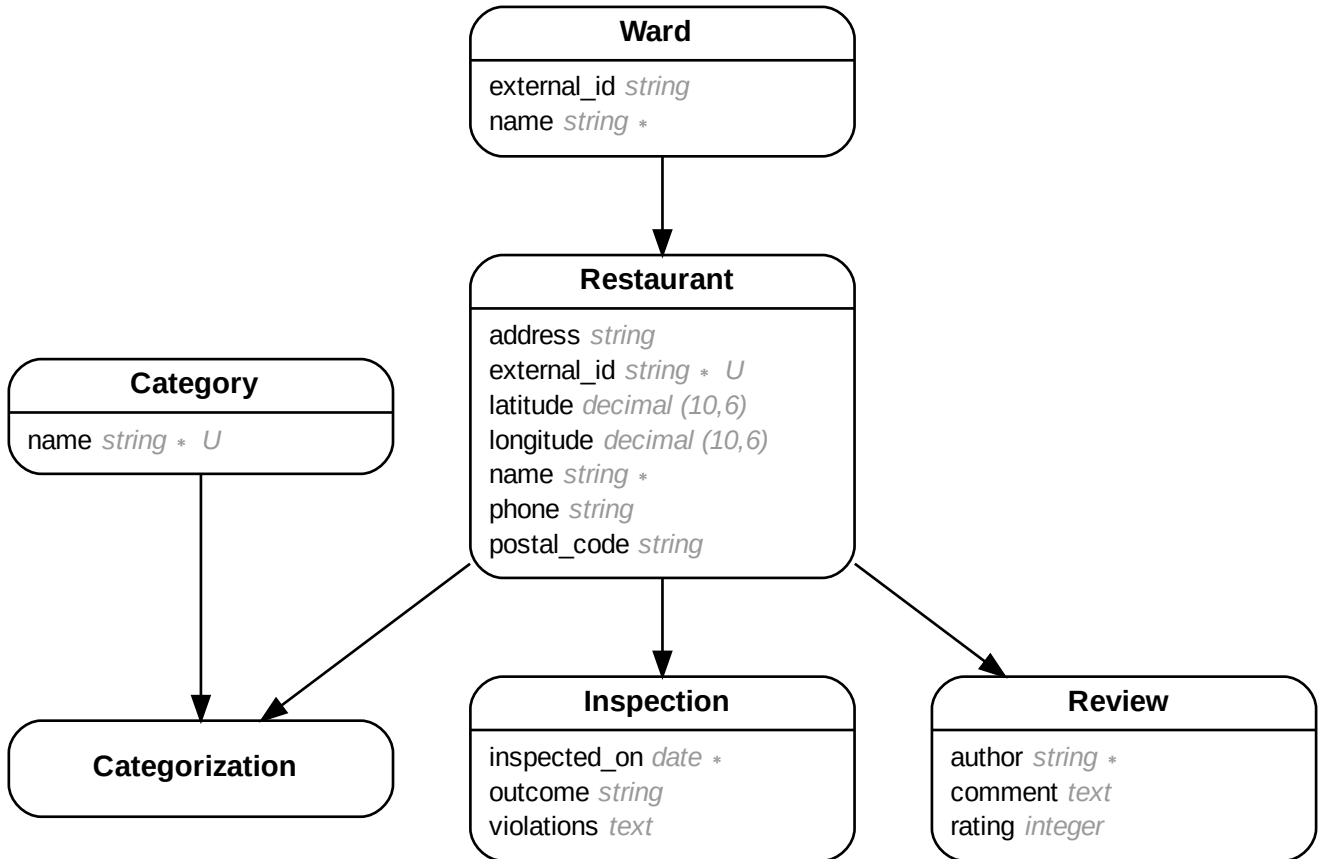 Ward
external_id string
name string *
Restaurant
address string
external_id string * U
latitude decimal (10,6)
longitude decimal (10,6)
name string *
phone string
postal_code string
Category
name string * U
Categorization
Inspection
inspected_on date *
outcome string
violations text
Review
author string *
comment text
rating integer